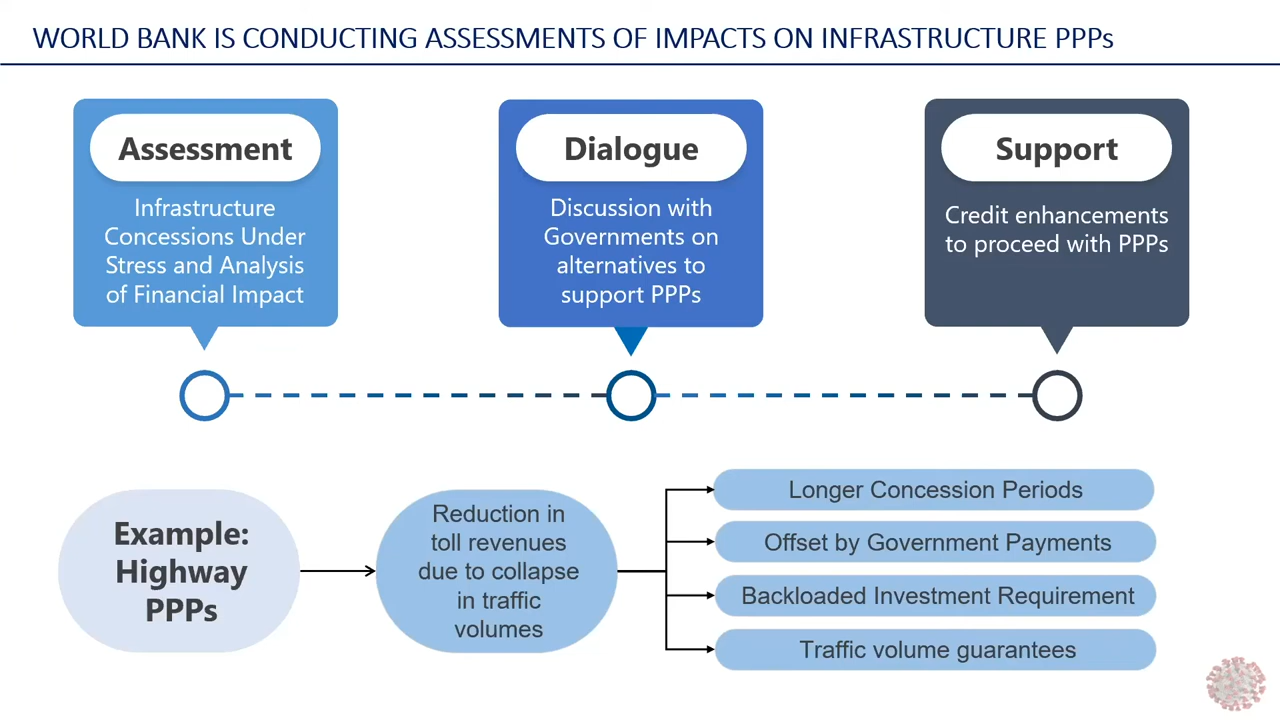 WORLD BANK IS CONDUCTING ASSESSMENTS OF IMPACTS ON INFRASTRUCTURE PPPs
Assessment
Infrastructure
Concessions Under
Stress and Analysis
of Financial Impact
Dialogue
Discussion with
Governments on
alternatives to
support PPPs
Support
Credit enhancements
to proceed with PPPs
Example:
Highway
PPPs
Reduction in
toll revenues
due to collapse
in traffic
volumes
Longer Concession Periods
Offset by Government Payments
Backloaded Investment Requirement
Traffic volume guarantees